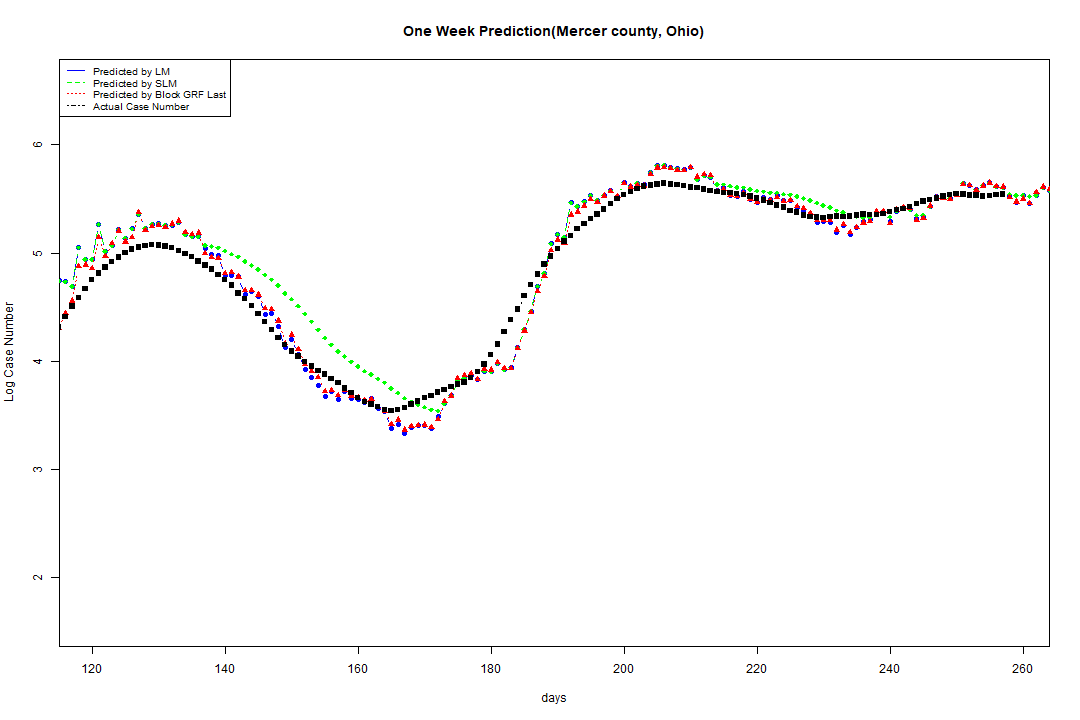 One Week Prediction(Mercer county, Ohio)
Predicted by LM
Predicted by SLM
Predicted by Block GRF Last
Actual Case Number
6
5
4
3
2
Log Case Number
120 140 160 180 200 220 240 260
days